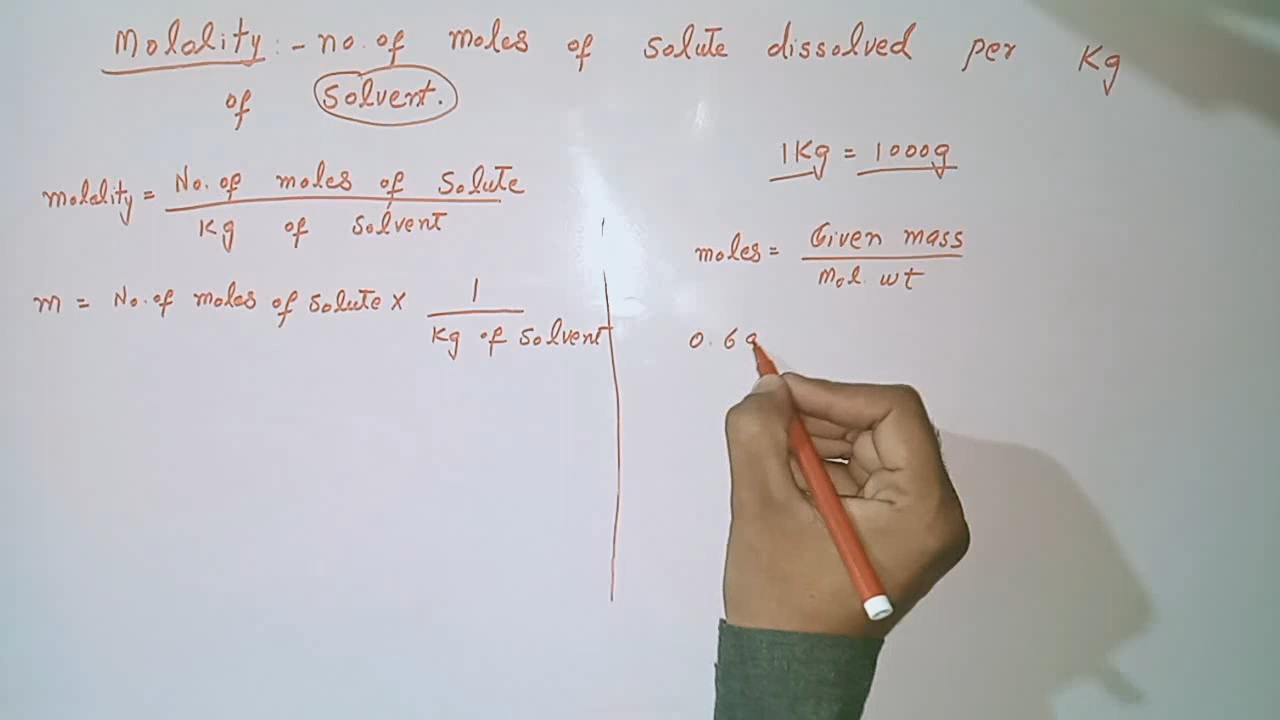 Molality :- no. of moles of solute dissolved per Kg
of solvent.
1Kg = 1000g
molality = No. of moles of solute
Kg of solvent
moles = Given mass
Mol. wt
m = No. of moles of solute × 1
Kg of solvent
0.6g